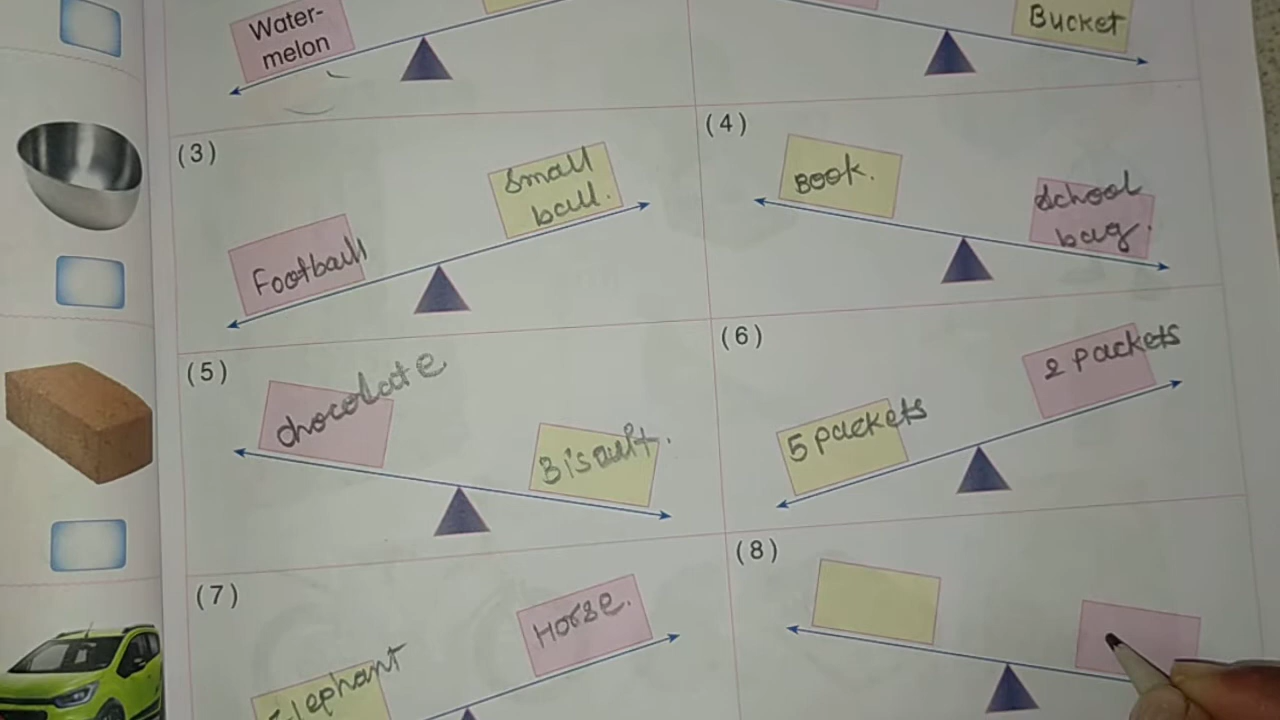 Water-
melon
Bucket
(3)
Football
small
ball.
(4)
Book.
school
bag.
(5)
chocolate
Biscuit.
(6)
5 packets
2 packets
(7)
Elephant
Horse.
(8)